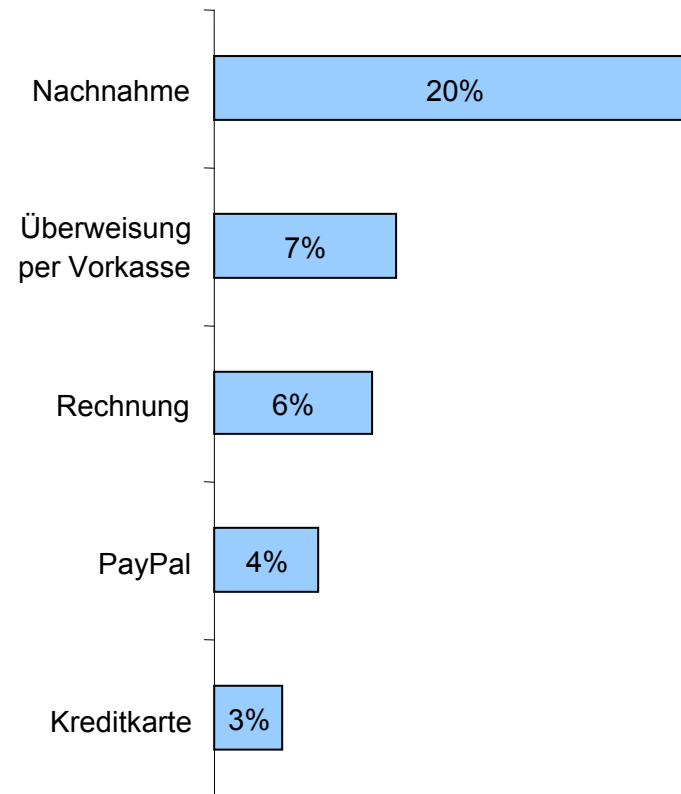 Nachnahme
20%
Überweisung
per Vorkasse
7%
Rechnung
6%
PayPal
4%
Kreditkarte
3%